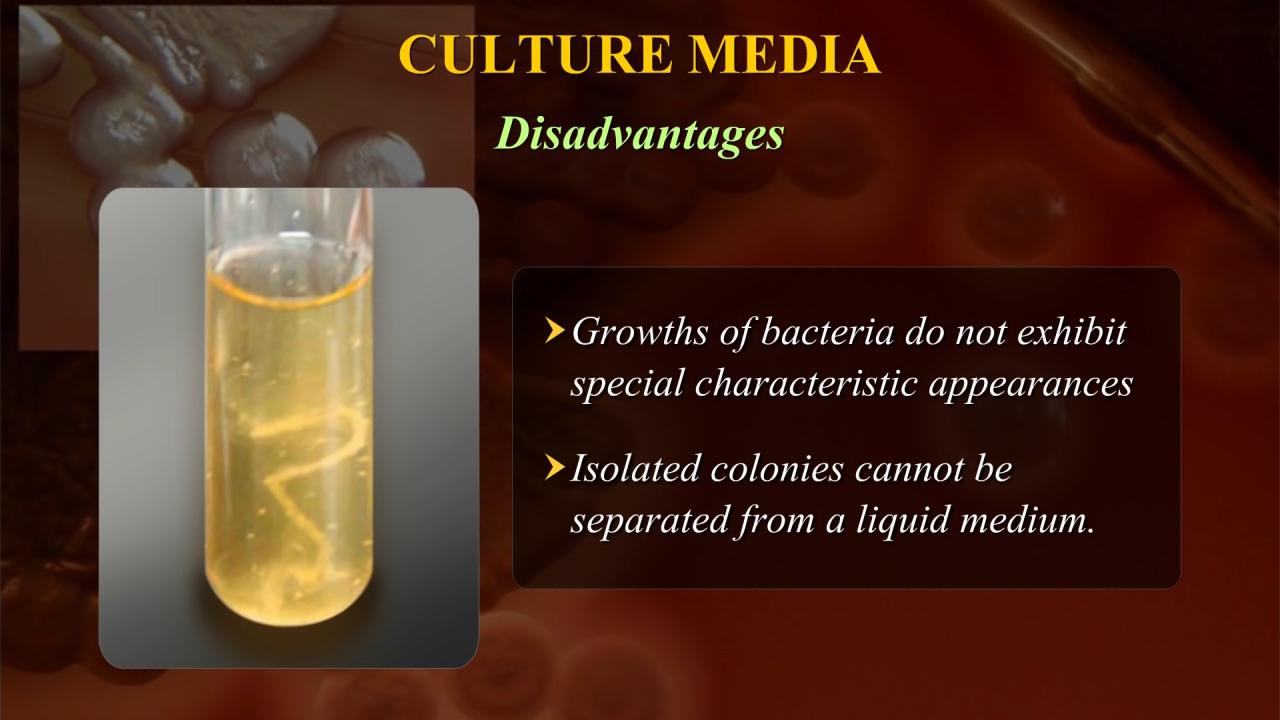 CULTURE MEDIA
Disadvantages
Growths of bacteria do not exhibit
special characteristic appearances
Isolated colonies cannot be
separated from a liquid medium.